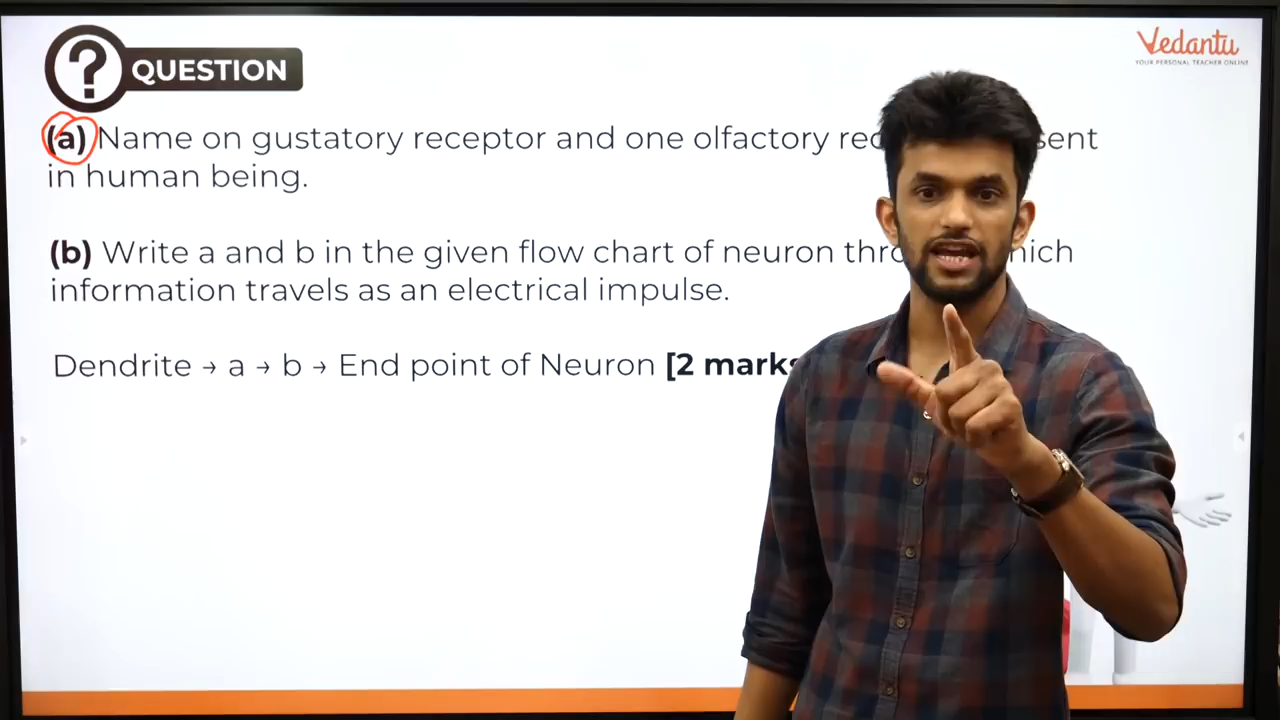 QUESTION
Vedantu
YOUR PERSONAL TEACHER ONLINE
(a) Name on gustatory receptor and one olfactory
in human being.
(b) Write a and b in the given flow chart of neuron
information travels as an electrical impulse.
Dendrite → a → b → End point of Neuron [2 marks